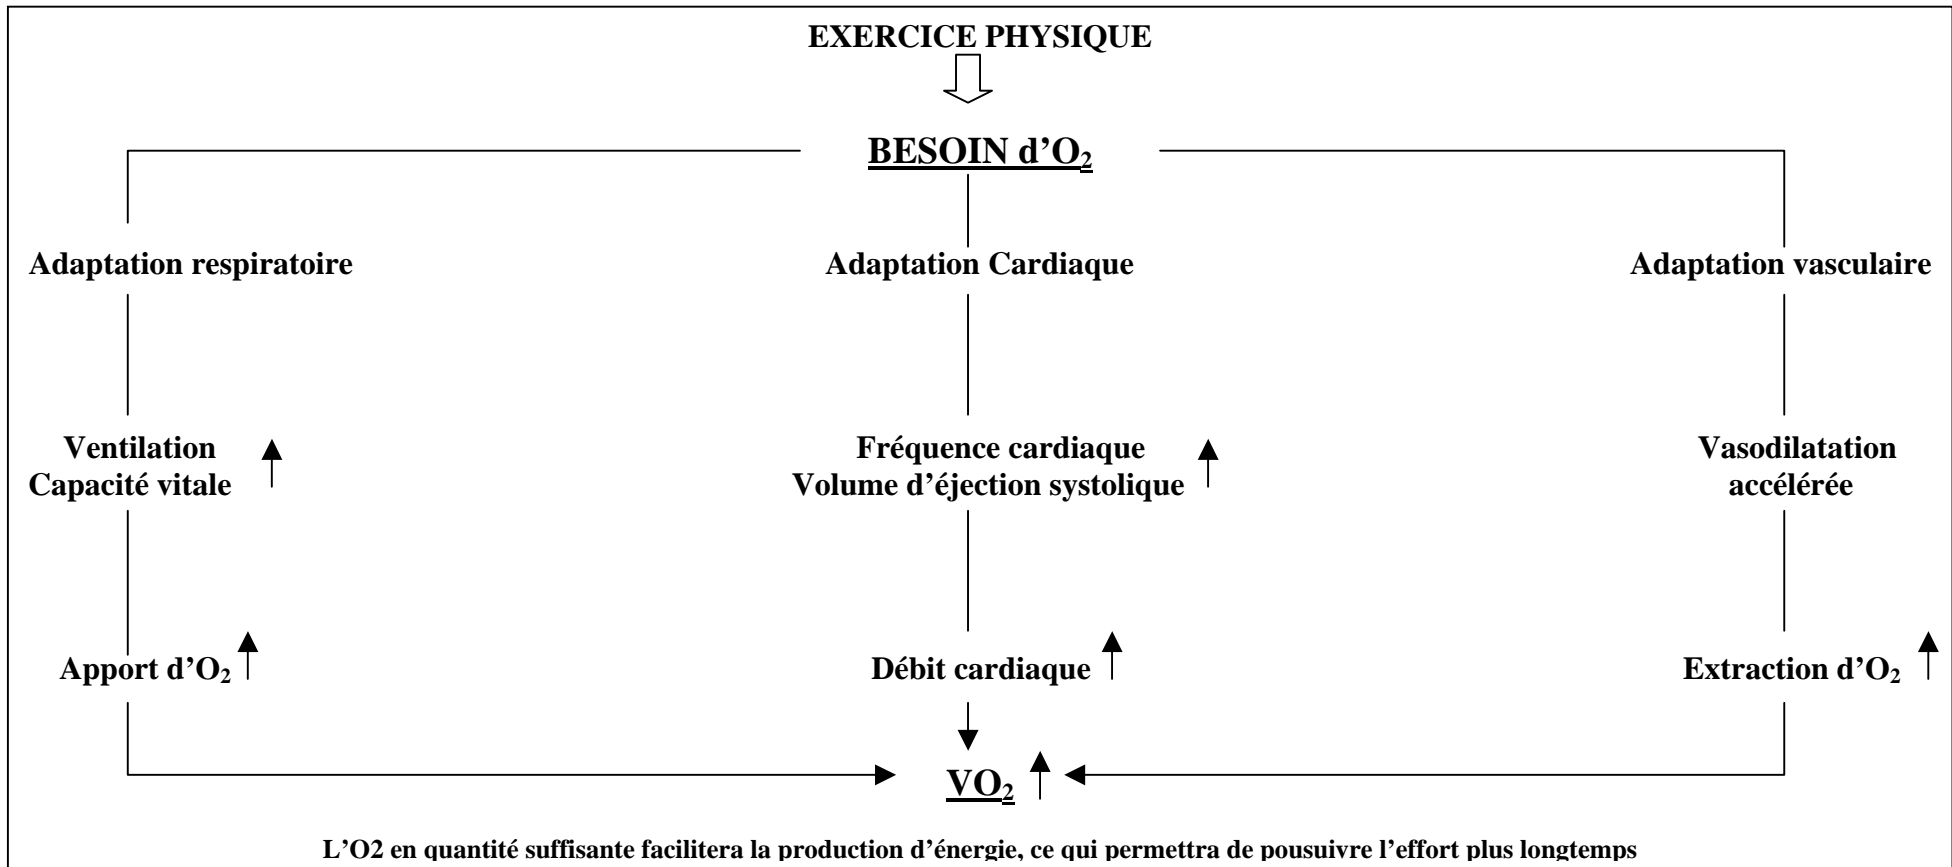 EXERCICE PHYSIQUE
BESOIN d’O₂
Adaptation respiratoire
Adaptation Cardiaque
Adaptation vasculaire
Ventilation
Capacité vitale
Fréquence cardiaque
Volume d’éjection systolique
Vasodilatation
accélérée
Apport d’O₂
Débit cardiaque
Extraction d’O₂
VO₂
L’O2 en quantité suffisante facilitera la production d’énergie, ce qui permettra de pousuivre l’effort plus longtemps